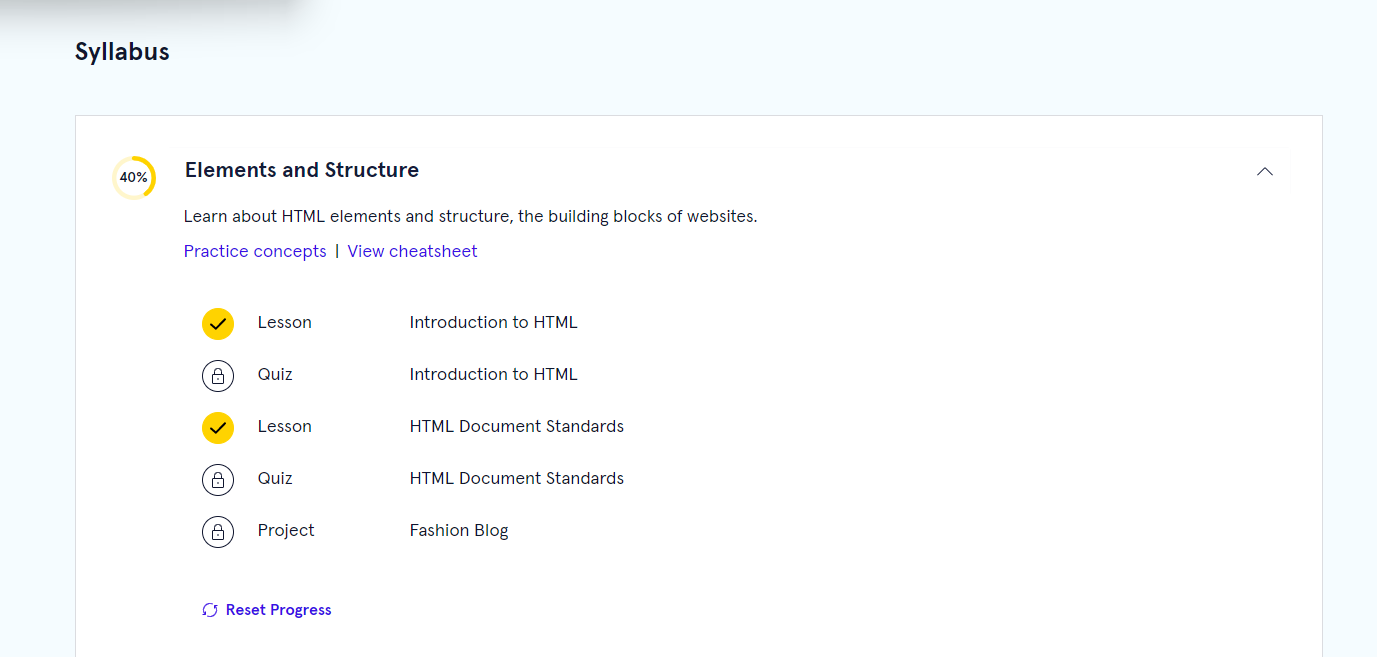 Syllabus
40%
Elements and Structure
Learn about HTML elements and structure, the building blocks of websites.
Practice concepts | View cheatsheet
Lesson Introduction to HTML
Quiz Introduction to HTML
Lesson HTML Document Standards
Quiz HTML Document Standards
Project Fashion Blog
Reset Progress